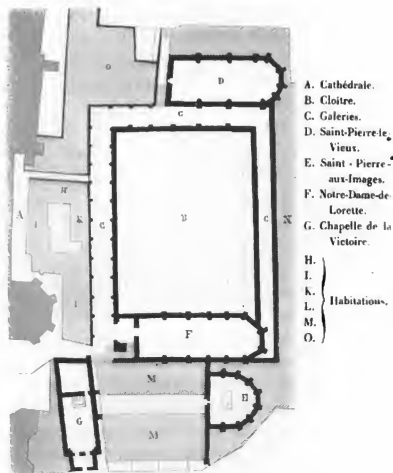 A. Cathédrale.
B. Cloître.
C. Galeries.
D. Saint-Pierre-le
Vieux.
E. Saint-Pierre-
aux-Images.
F. Notre-Dame-de-
Lorette.
G. Chapelle de la
Victoire.
H.
I.
K.
L. Habitations.
M.
O.
O
D
C
H
A
I
K
C
B
C
N
I
F
M
E
G
M